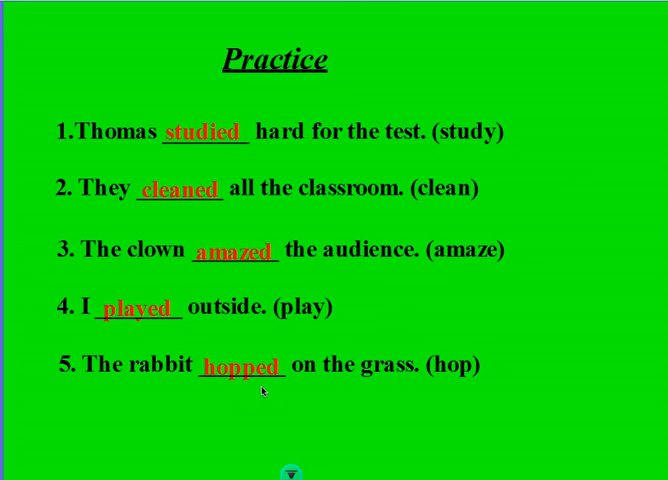 Practice
1.Thomas studied hard for the test. (study)
2. They cleaned all the classroom. (clean)
3. The clown amazed the audience. (amaze)
4. I played outside. (play)
5. The rabbit hopped on the grass. (hop)